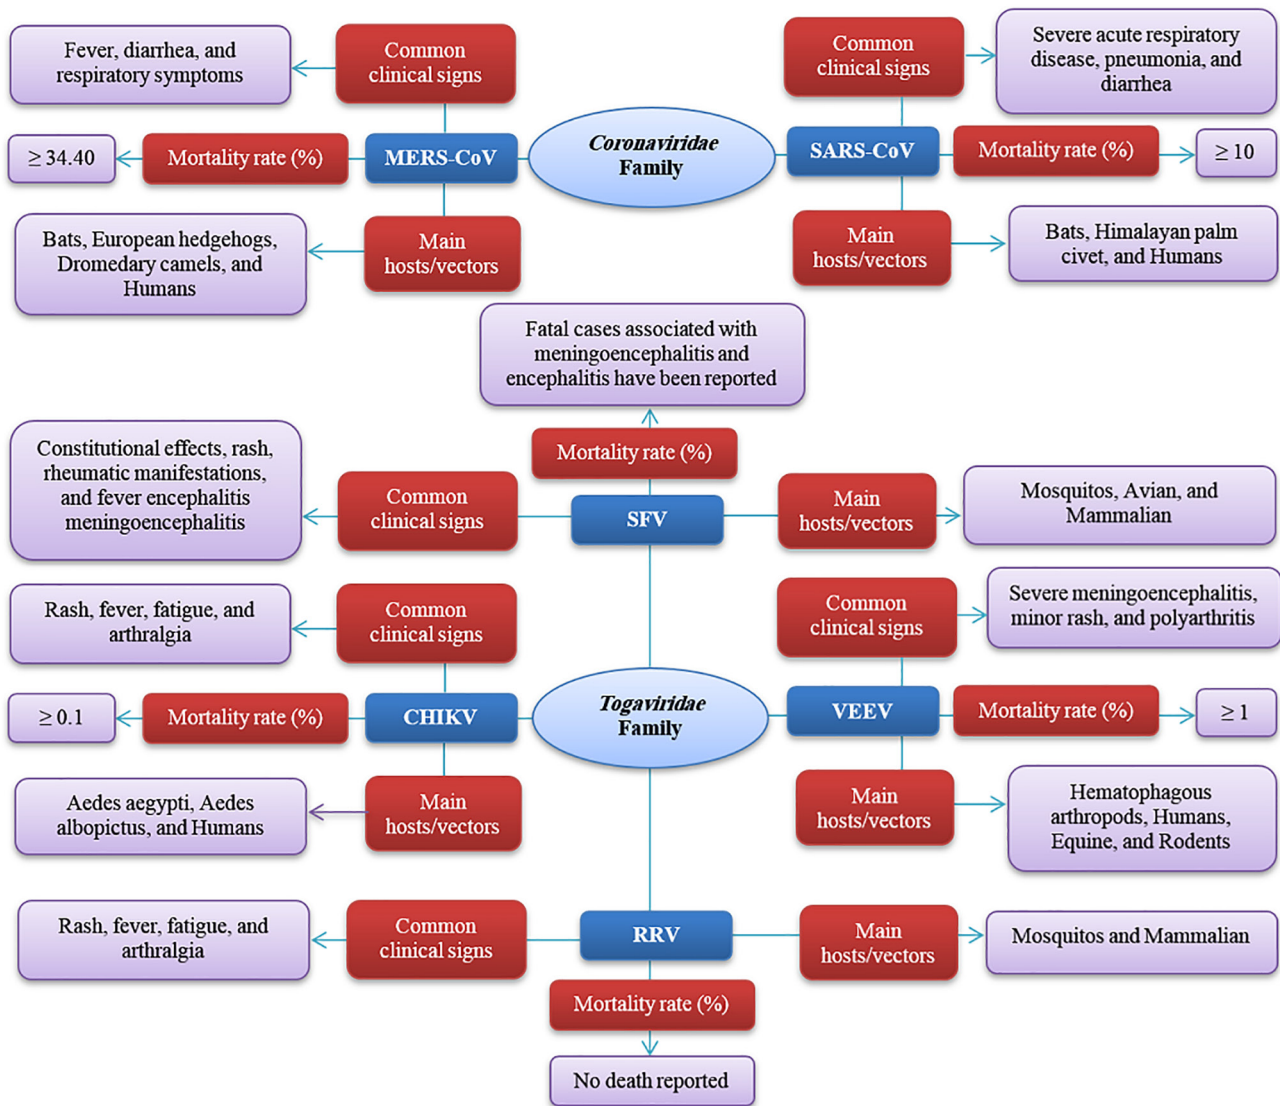 Fever, diarrhea, and
respiratory symptoms
Common
clinical signs
Common
clinical signs
Severe acute respiratory
disease, pneumonia, and
diarrhea
≥ 34.40
Mortality rate (%)
MERS-CoV
Coronaviridae
Family
SARS-CoV
Mortality rate (%)
≥ 10
Bats, European hedgehogs,
Dromedary camels, and
Humans
Main
hosts/vectors
Main
hosts/vectors
Bats, Himalayan palm
civet, and Humans
Fatal cases associated with
meningoencephalitis and
encephalitis have been reported
Mortality rate (%)
Constitutional effects, rash,
rheumatic manifestations,
and fever encephalitis
meningoencephalitis
Common
clinical signs
SFV
Main
hosts/vectors
Mosquitos, Avian, and
Mammalian
Rash, fever, fatigue, and
arthralgia
Common
clinical signs
Common
clinical signs
Severe meningoencephalitis,
minor rash, and polyarthritis
≥ 0.1
Mortality rate (%)
CHIKV
Togaviridae
Family
VEEV
Mortality rate (%)
≥ 1
Aedes aegypti, Aedes
albopictus, and Humans
Main
hosts/vectors
Main
hosts/vectors
Hematophagous
arthropods, Humans,
Equine, and Rodents
Rash, fever, fatigue, and
arthralgia
Common
clinical signs
RRV
Main
hosts/vectors
Mosquitos and Mammalian
Mortality rate (%)
No death reported